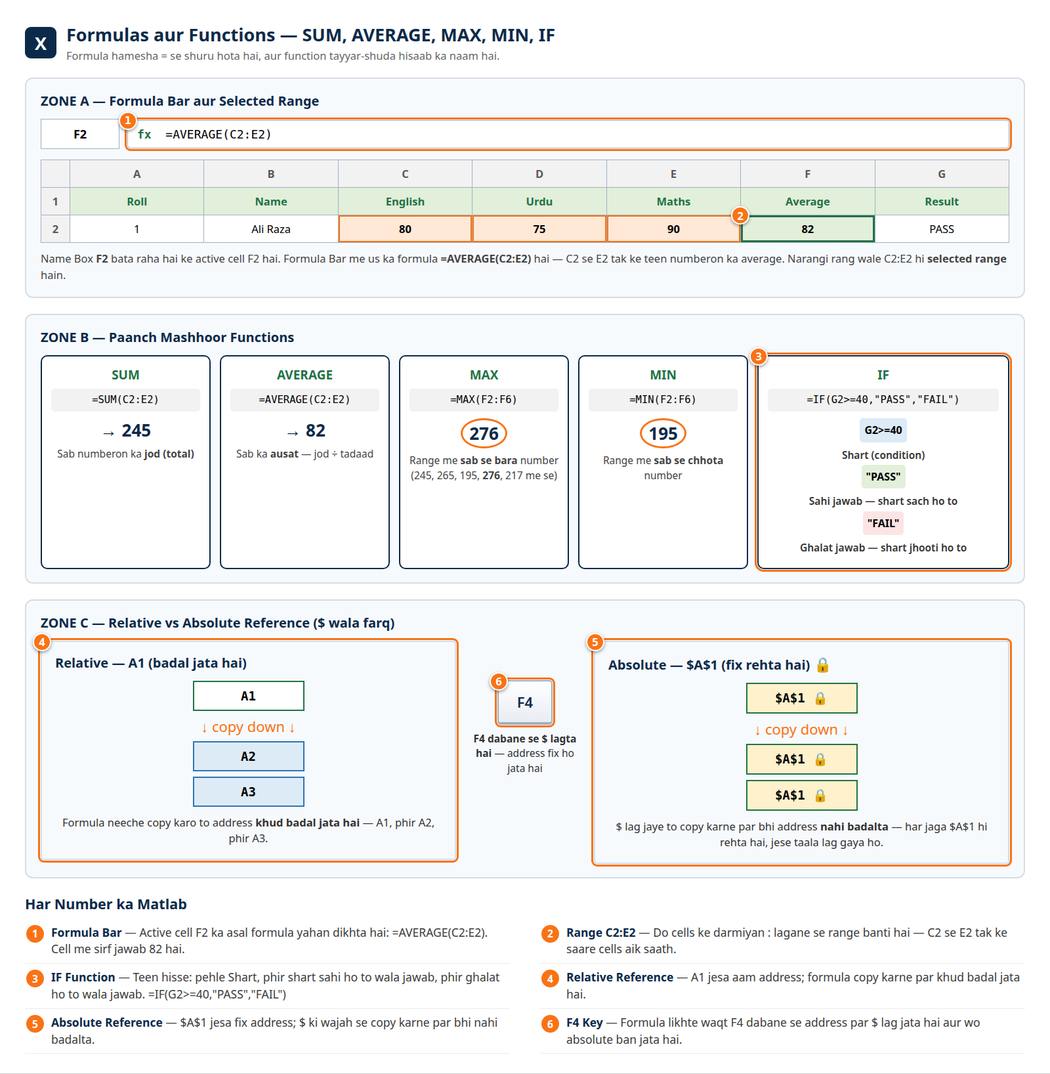 X
Formulas aur Functions — SUM, AVERAGE, MAX, MIN, IF
Formula hamesha = se shuru hota hai, aur function tayyar-shuda hisaab ka naam hai.
ZONE A — Formula Bar aur Selected Range
F2
1
fx =AVERAGE(C2:E2)
A B C D E F G
1 Roll Name English Urdu Maths Average Result
2
2 1 Ali Raza 80 75 90 82 PASS
Name Box F2 bata raha hai ke active cell F2 hai. Formula Bar me us ka formula =AVERAGE(C2:E2) hai — C2 se E2 tak ke teen numberon ka average. Narangi rang wale C2:E2 hi selected range
hain.
ZONE B — Paanch Mashhoor Functions
SUM
=SUM(C2:E2)
→ 245
Sab numberon ka jod (total)
AVERAGE
=AVERAGE(C2:E2)
→ 82
Sab ka ausat — jod ÷ tadaad
MAX
=MAX(F2:F6)
276
Range me sab se bara number
(245, 265, 195, 276, 217 me se)
MIN
=MIN(F2:F6)
195
Range me sab se chhota
number
3
IF
=IF(G2>=40,"PASS","FAIL")
G2>=40
Shart (condition)
"PASS"
Sahi jawab — shart sach ho to
"FAIL"
Ghalat jawab — shart jhooti ho to
ZONE C — Relative vs Absolute Reference ($ wala farq)
4
Relative — A1 (badal jata hai)
A1
↓ copy down ↓
A2
A3
Formula neeche copy karo to address khud badal jata hai — A1, phir A2,
phir A3.
6
F4
F4 dabane se $ lagta
hai — address fix ho
jata hai
5
Absolute — $A$1 (fix rehta hai) 🔒
$A$1 🔒
↓ copy down ↓
$A$1 🔒
$A$1 🔒
$ lag jaye to copy karne par bhi address nahi badalta — har jaga $A$1 hi
rehta hai, jese taala lag gaya ho.
Har Number ka Matlab
1 Formula Bar — Active cell F2 ka asal formula yahan dikhta hai: =AVERAGE(C2:E2).
Cell me sirf jawab 82 hai.
2 Range C2:E2 — Do cells ke darmiyan : lagane se range banti hai — C2 se E2 tak ke
saare cells aik saath.
3 IF Function — Teen hisse: pehle Shart, phir shart sahi ho to wala jawab, phir ghalat
ho to wala jawab. =IF(G2>=40,"PASS","FAIL")
4 Relative Reference — A1 jesa aam address; formula copy karne par khud badal jata
hai.
5 Absolute Reference — $A$1 jesa fix address; $ ki wajah se copy karne par bhi nahi
badalta.
6 F4 Key — Formula likhte waqt F4 dabane se address par $ lag jata hai aur wo
absolute ban jata hai.